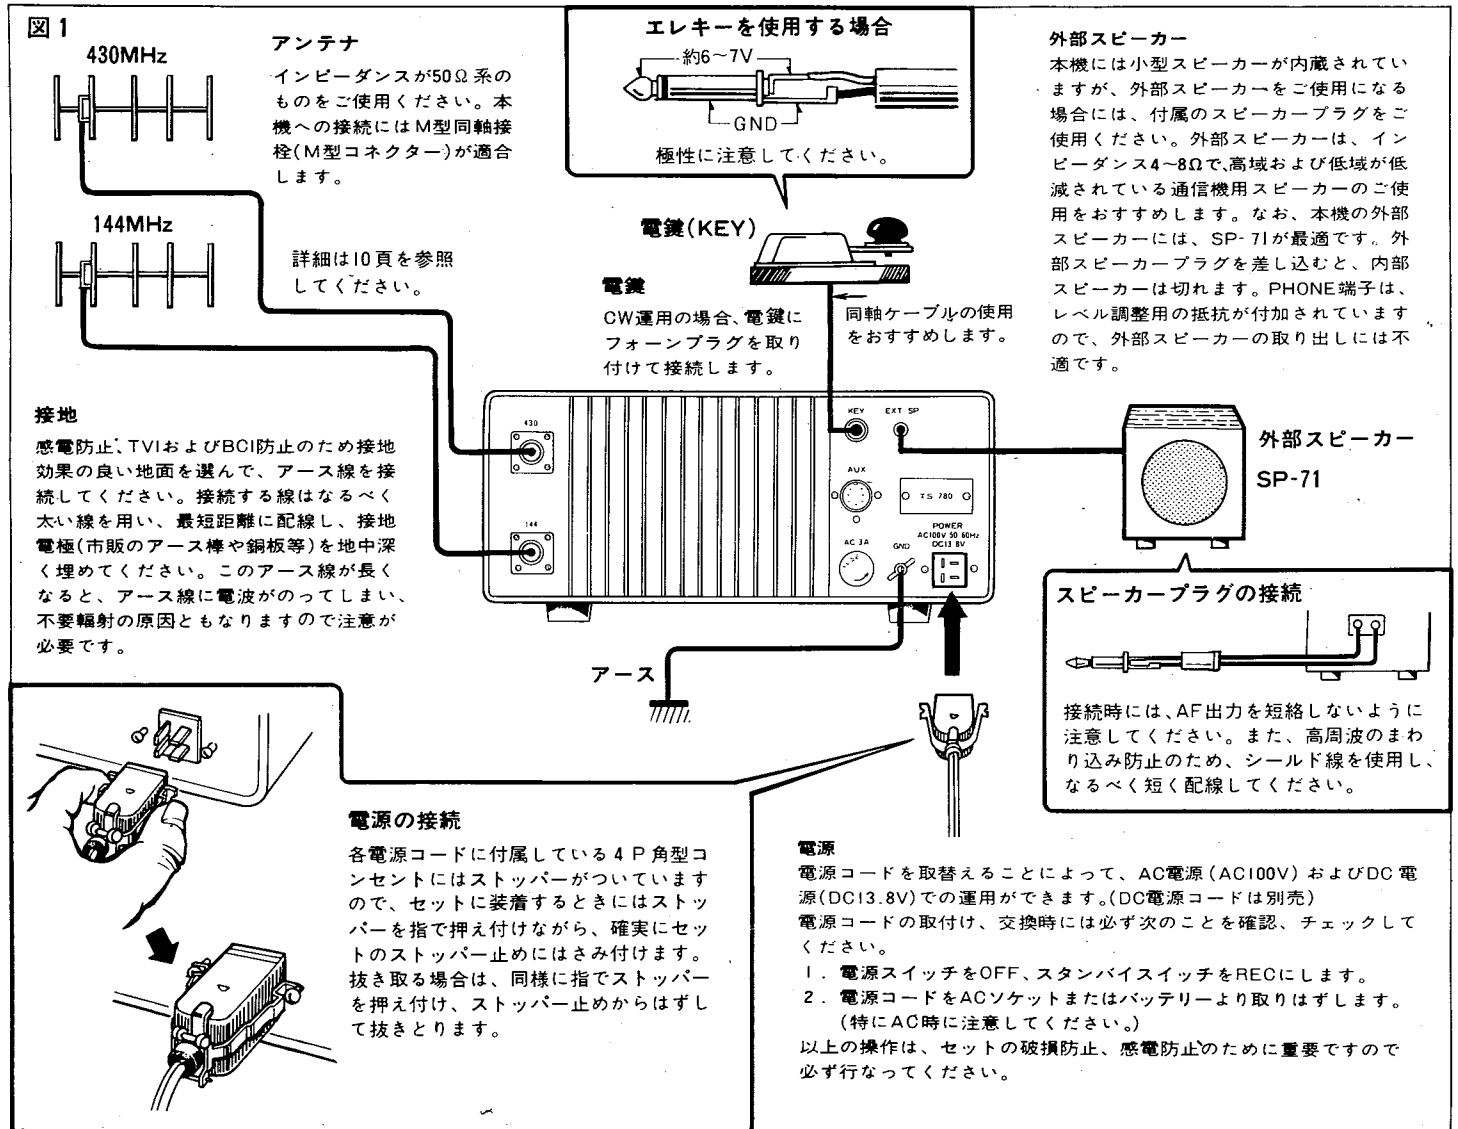 図1
430MHz
144MHz
アンテナ
インピーダンスが50Ω系の
ものをご使用ください。本
機への接続にはM型同軸接
栓(M型コネクター)が適合
します。
詳細は10頁を参照
してください。
エレキーを使用する場合
約6~7V
GND
極性に注意してください。
電鍵(KEY)
電鍵
CW運用の場合、電鍵に
フォーンプラグを取り
付けて接続します。
同軸ケーブルの使用
をおすすめします。
外部スピーカー
本機には小型スピーカーが内蔵されてい
ますが、外部スピーカーをご使用になる
場合には、付属のスピーカープラグをご
使用ください。外部スピーカーは、イン
ピーダンス4~8Ωで、高域および低域が低
減されている通信機用スピーカーのご使
用をおすすめします。なお、本機の外部
スピーカーには、SP-71が最適です。外
部スピーカープラグを差し込むと、内部
スピーカーは切れます。PHONE端子は、
レベル調整用の抵抗が付加されています
ので、外部スピーカーの取り出しには不
適です。
接地
感電防止、TVIおよびBCI防止のため接地
効果の良い地面を選んで、アース線を接
続してください。接続する線はなるべく
太い線を用い、最短距離に配線し、接地
電極(市販のアース棒や銅板等)を地中深
く埋めてください。このアース線が長く
なると、アース線に電波がのってしまい、
不要輻射の原因ともなりますので注意が
必要です。
430
144
KEY
EXT SP
AUX
TS 780
POWER
AC100V 50 60Hz
DC13 8V
AC 3A
GND
アース
外部スピーカー
SP-71
スピーカープラグの接続
接続時には、AF出力を短絡しないように
注意してください。また、高周波のまわ
り込み防止のため、シールド線を使用し、
なるべく短く配線してください。
電源の接続
各電源コードに付属している4P角型コ
ンセントにはストッパーがついています
ので、セットに装着するときにはストッ
パーを指で押え付けながら、確実にセッ
トのストッパー止めにはさみ付けます。
抜き取る場合は、同様に指でストッパー
を押え付け、ストッパー止めからはずし
て抜きとります。
電源
電源コードを取替えることによって、AC電源(AC100V)およびDC電
源(DC13.8V)での運用ができます。(DC電源コードは別売)
電源コードの取付け、交換時には必ず次のことを確認、チェックして
ください。
1. 電源スイッチをOFF、スタンバイスイッチをRECにします。
2. 電源コードをACソケットまたはバッテリーより取りはずします。
(特にAC時に注意してください。)
以上の操作は、セットの破損防止、感電防止のために重要ですので
必ず行なってください。